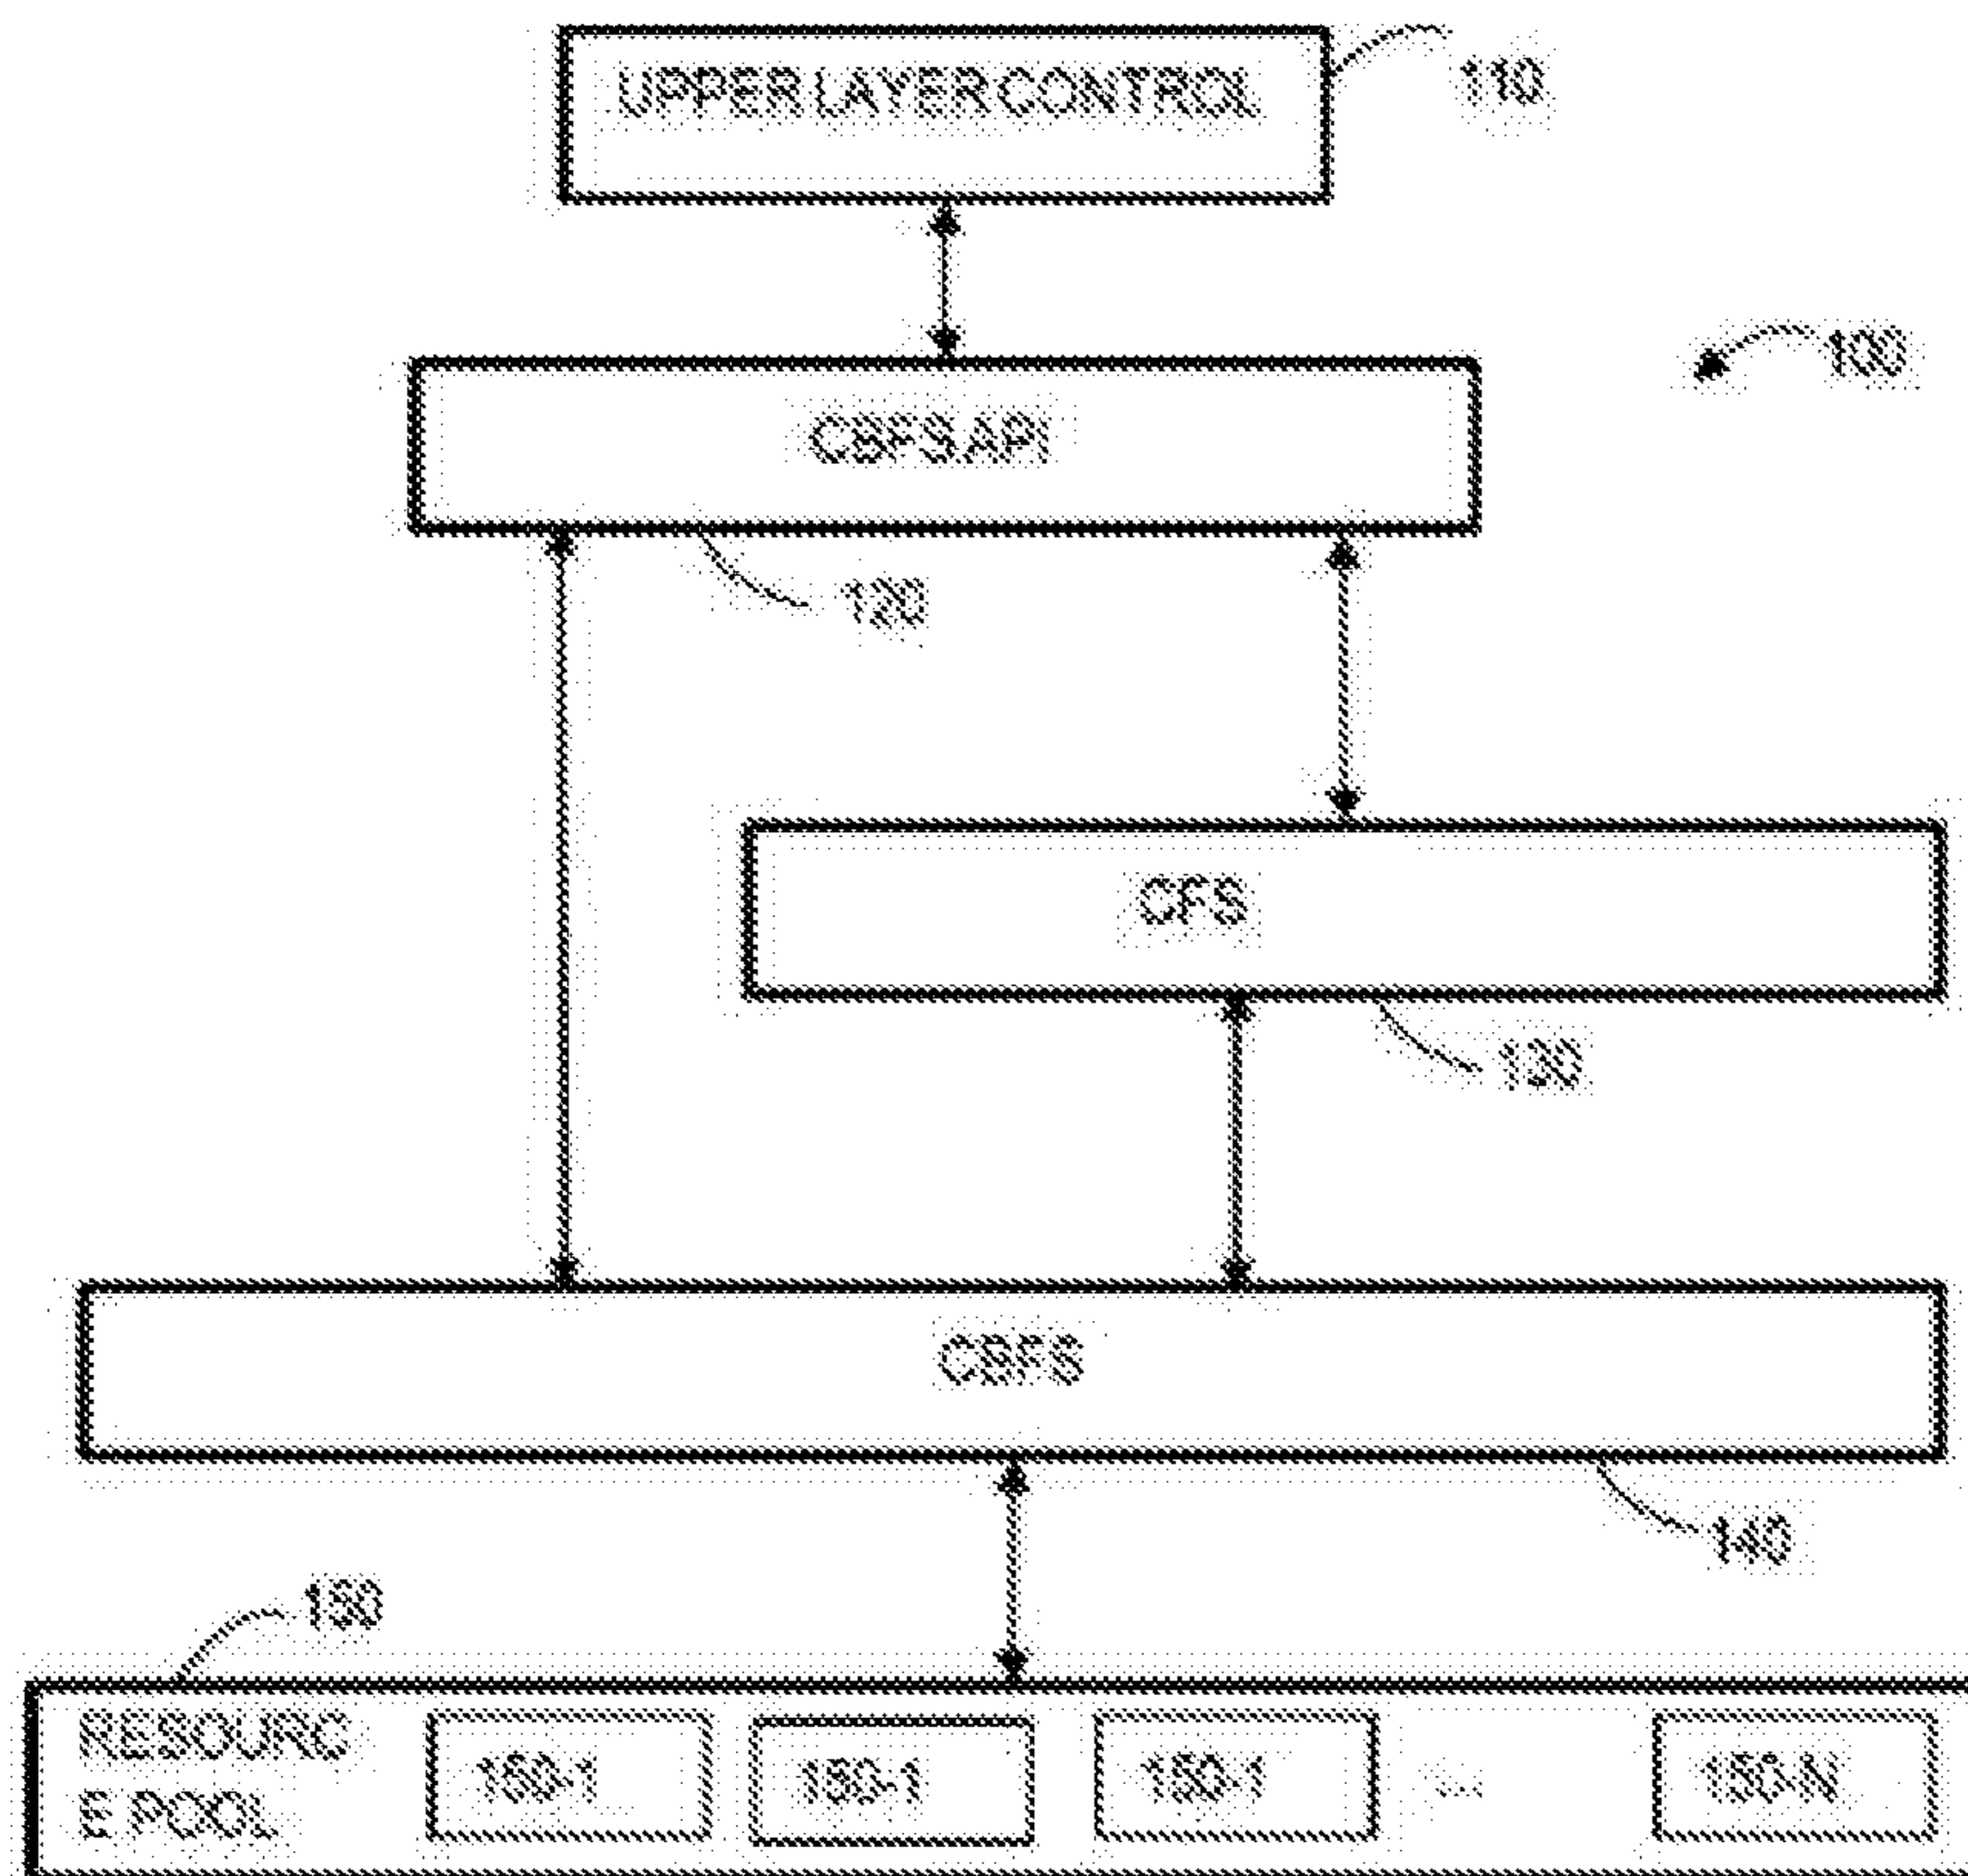 UPPER LAYER CONTROL
110
100
CBFS API
120
CFS
130
CBFS
140
150
RESOURC
E POOL
150-1
150-1
150-1
...
150-N